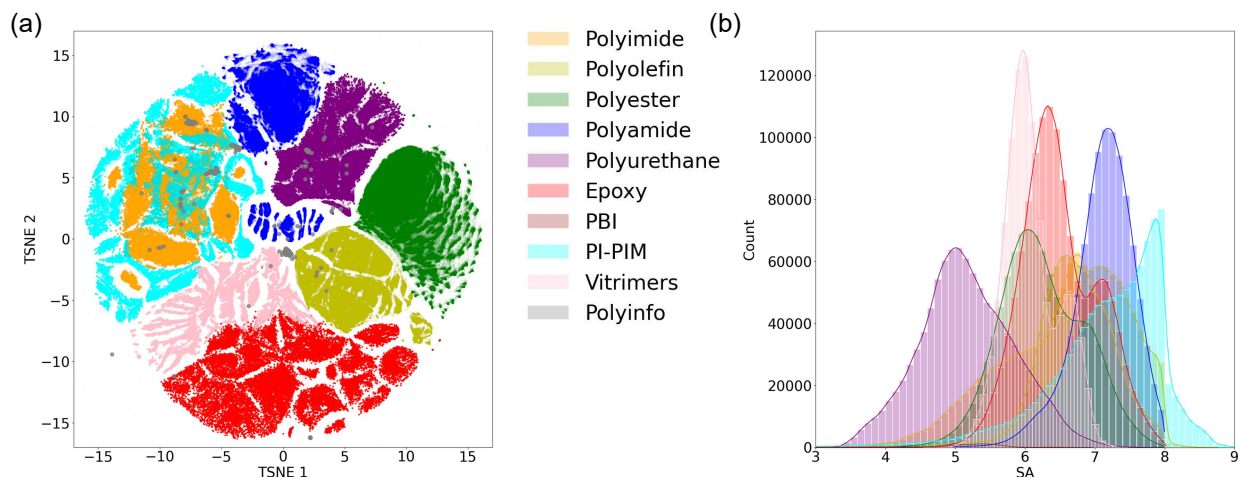 (a)
15
10
5
0
−5
−10
−15
TSNE 2
−15
−10
−5
0
5
10
15
TSNE 1
Polyimide
Polyolefin
Polyester
Polyamide
Polyurethane
Epoxy
PBI
PI-PIM
Vitrimers
Polyinfo
(b)
120000
100000
80000
60000
40000
20000
0
Count
3
4
5
6
7
8
9
SA